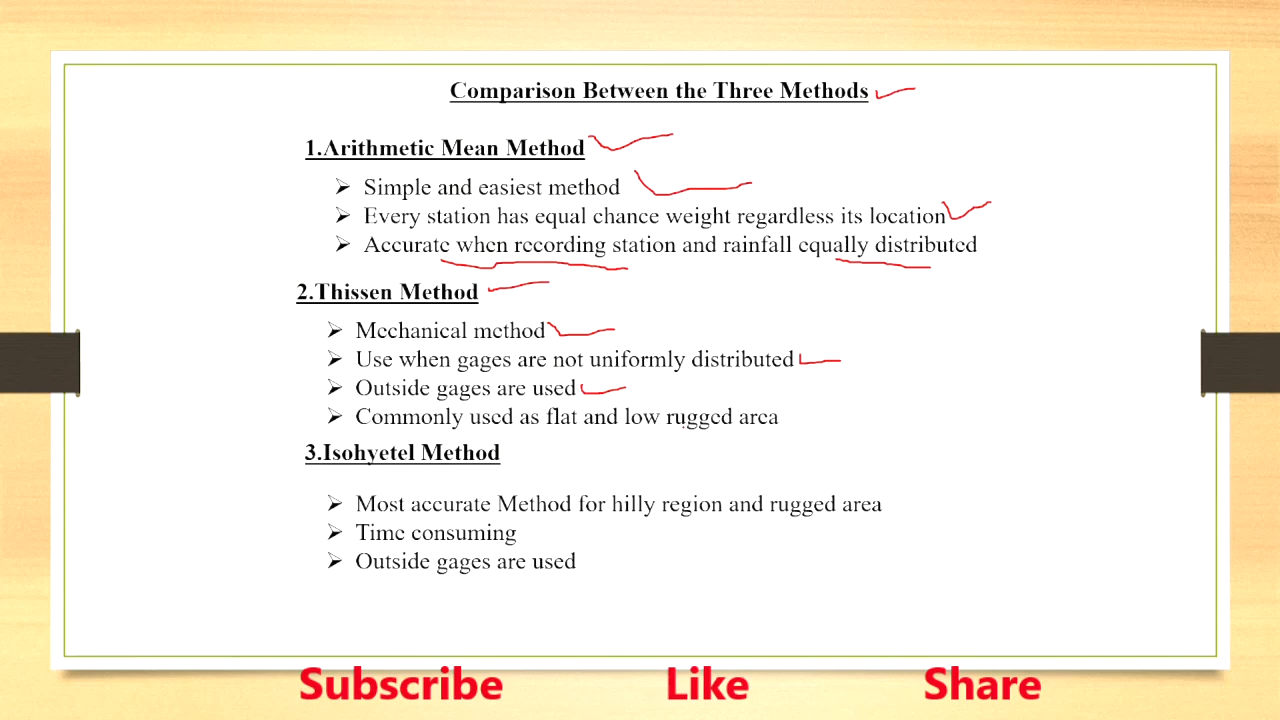 Comparison Between the Three Methods
1.Arithmetic Mean Method
➢ Simple and easiest method
➢ Every station has equal chance weight regardless its location
➢ Accurate when recording station and rainfall equally distributed
2.Thissen Method
➢ Mechanical method
➢ Use when gages are not uniformly distributed
➢ Outside gages are used
➢ Commonly used as flat and low rugged area
3.Isohyetel Method
➢ Most accurate Method for hilly region and rugged area
➢ Time consuming
➢ Outside gages are used
Subscribe Like Share